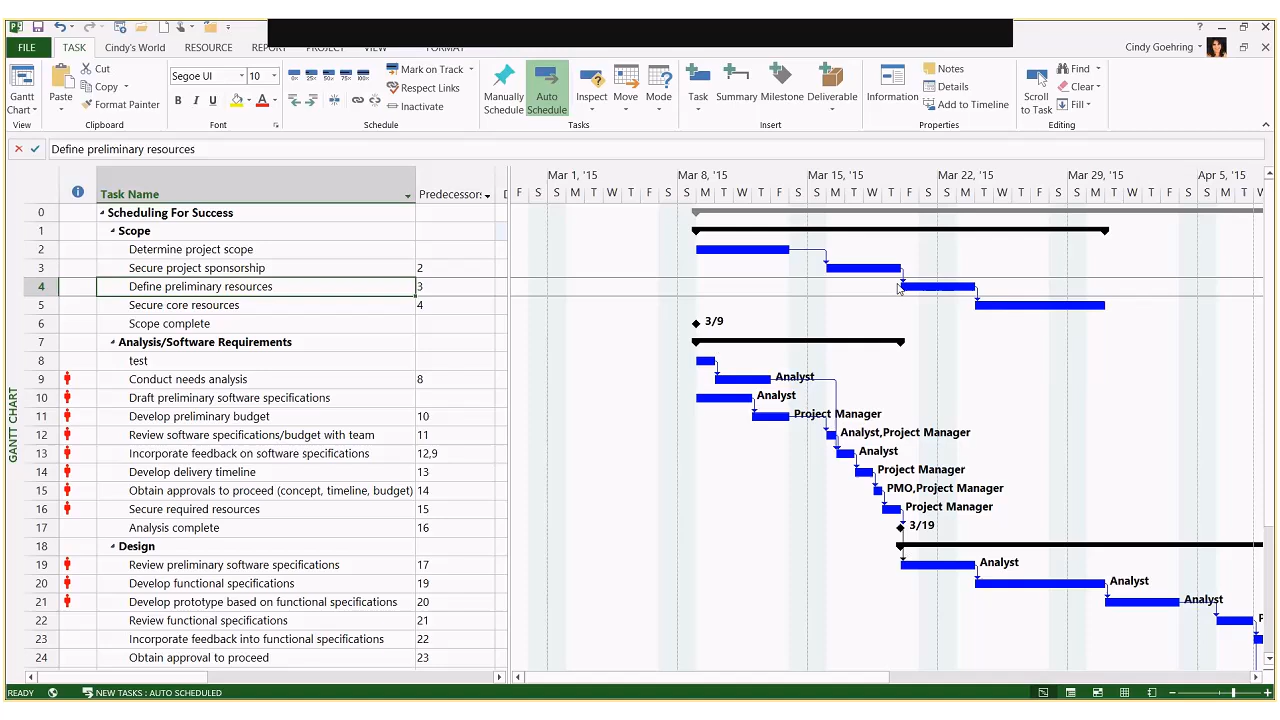 FILE TASK Cindy's World RESOURCE
Cindy Goehring
Gantt Chart
Paste
Cut
Copy
Format Painter
Segoe UI 10
B I U A
Mark on Track
Respect Links
Inactivate
Manually Schedule
Auto Schedule
Inspect
Move
Mode
Task
Summary
Milestone
Deliverable
Information
Notes
Details
Add to Timeline
Scroll to Task
Find
Clear
Fill
View Clipboard Font Schedule Tasks Insert Properties Editing
Define preliminary resources
Mar 1, '15 Mar 8, '15 Mar 15, '15 Mar 22, '15 Mar 29, '15 Apr 5, '15
Task Name Predecessors
F S S M T W T F S S M T W T F S S M T W T F S S M T W T F S S M T W T F S S M T W
0 Scheduling For Success
1 Scope
2 Determine project scope
3 Secure project sponsorship 2
4 Define preliminary resources 3
5 Secure core resources 4
6 Scope complete 3/9
7 Analysis/Software Requirements
8 test
9 Conduct needs analysis 8 Analyst
10 Draft preliminary software specifications Analyst
11 Develop preliminary budget 10 Project Manager
12 Review software specifications/budget with team 11 Analyst,Project Manager
13 Incorporate feedback on software specifications 12,9 Analyst
14 Develop delivery timeline 13 Project Manager
15 Obtain approvals to proceed (concept, timeline, budget) 14 PMO,Project Manager
16 Secure required resources 15 Project Manager
17 Analysis complete 16 3/19
18 Design
19 Review preliminary software specifications 17 Analyst
20 Develop functional specifications 19 Analyst
21 Develop prototype based on functional specifications 20 Analyst
22 Review functional specifications 21
23 Incorporate feedback into functional specifications 22
24 Obtain approval to proceed 23
GANTT CHART
READY NEW TASKS : AUTO SCHEDULED